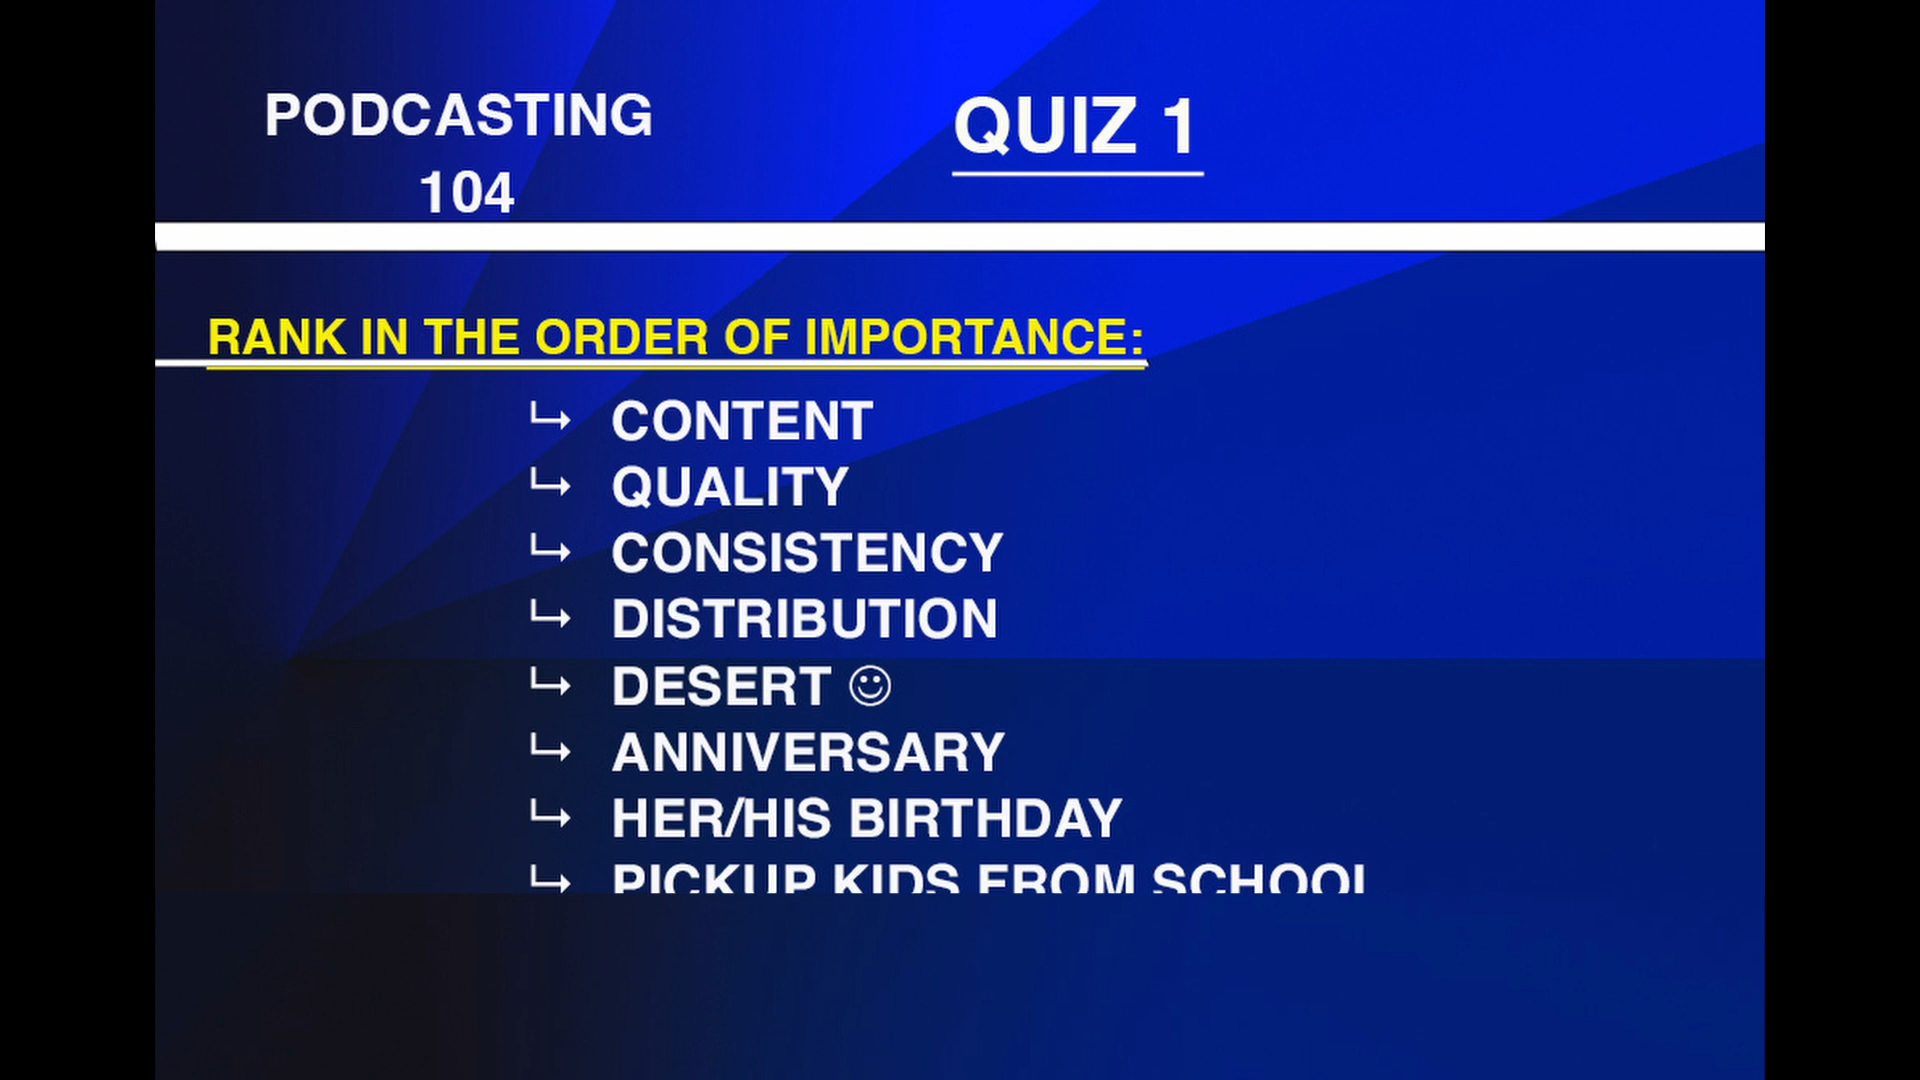 PODCASTING
104
QUIZ 1
RANK IN THE ORDER OF IMPORTANCE:
↳ CONTENT
↳ QUALITY
↳ CONSISTENCY
↳ DISTRIBUTION
↳ DESERT ☺
↳ ANNIVERSARY
↳ HER/HIS BIRTHDAY
↳ PICKUP KIDS FROM SCHOOL